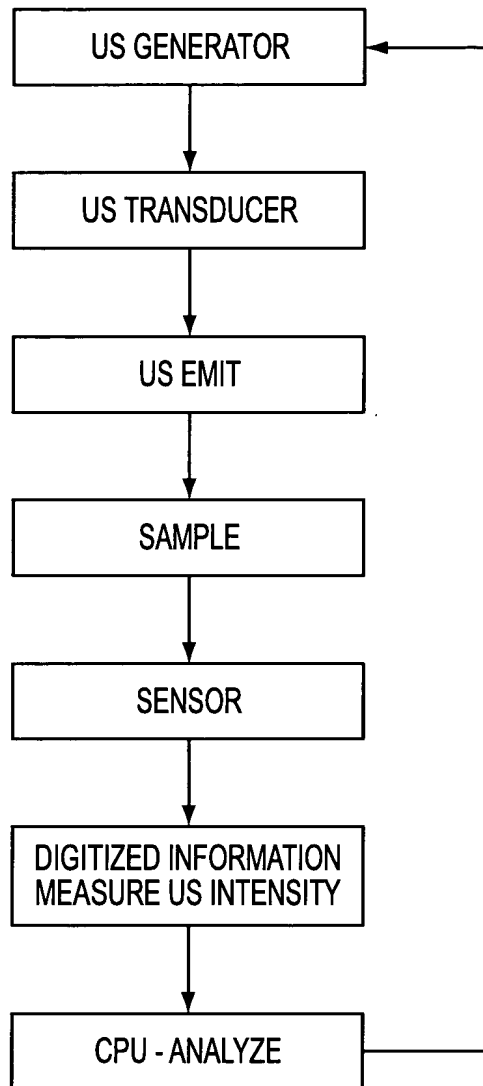 US GENERATOR
US TRANSDUCER
US EMIT
SAMPLE
SENSOR
DIGITIZED INFORMATION
MEASURE US INTENSITY
CPU - ANALYZE